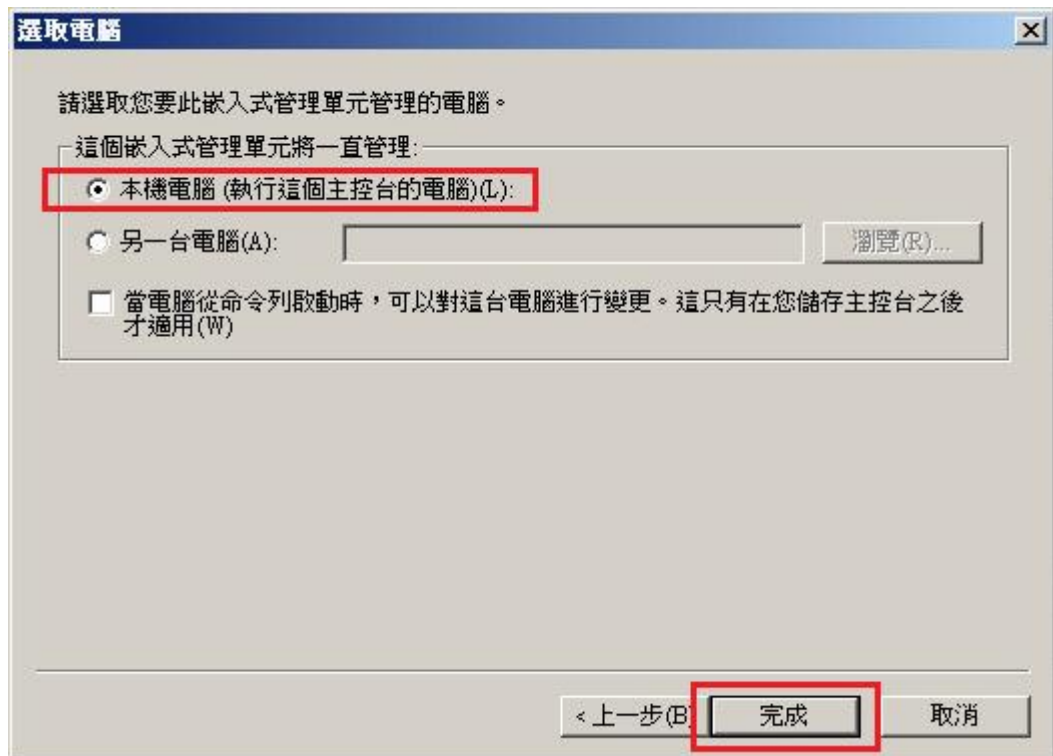 選取電腦
請選取您要此嵌入式管理單元管理的電腦。
這個嵌入式管理單元將一直管理:
本機電腦 (執行這個主控台的電腦)(L):
另一台電腦(A):
瀏覽(R)...
當電腦從命令列啟動時，可以對這台電腦進行變更。這只有在您儲存主控台之後
才適用(W)
< 上一步(B
完成
取消